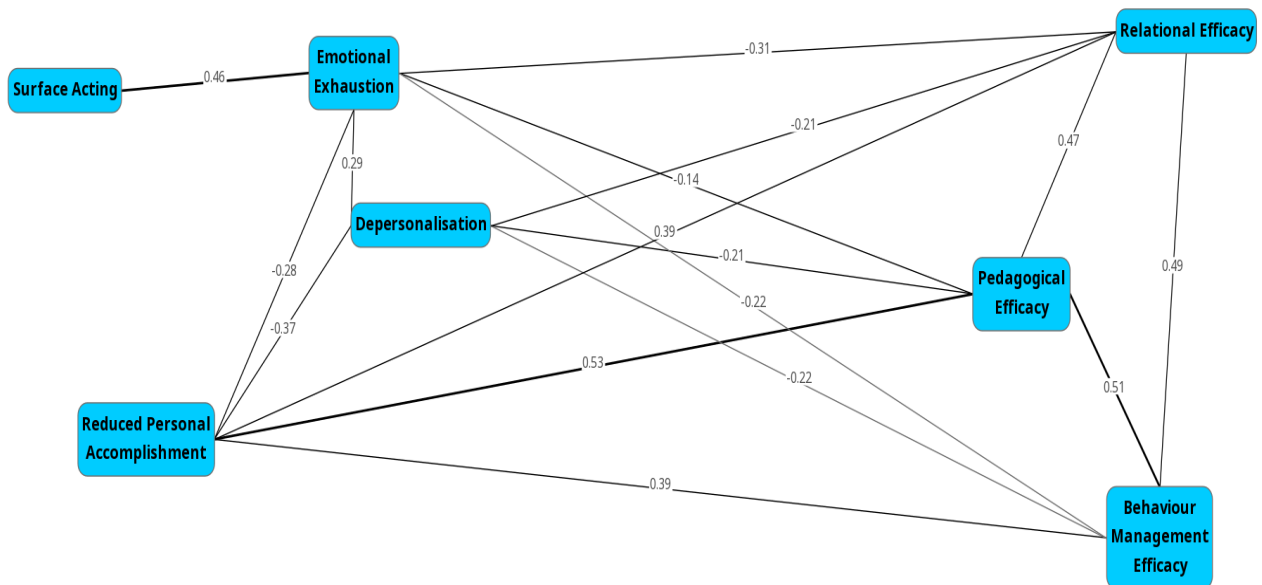 Relational Efficacy
Emotional
Exhaustion
-0.31
Surface Acting
0.46
-0.21
0.47
0.29
-0.14
Depersonalisation
0.39
-0.21
0.49
-0.28
Pedagogical
Efficacy
-0.22
-0.37
0.53
-0.22
0.51
Reduced Personal
Accomplishment
0.39
Behaviour
Management
Efficacy